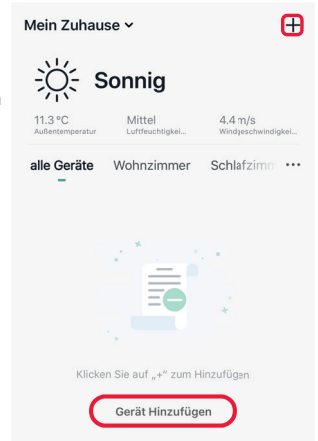 Mein Zuhause
Sonnig
11.3 °C Mittel 4.4 m/s
Außentemperatur Luftfeuchtigkei... Windgeschwindigkei...
alle Geräte Wohnzimmer Schlafzimm ...
Klicken Sie auf „+" zum Hinzufügen
Gerät Hinzufügen